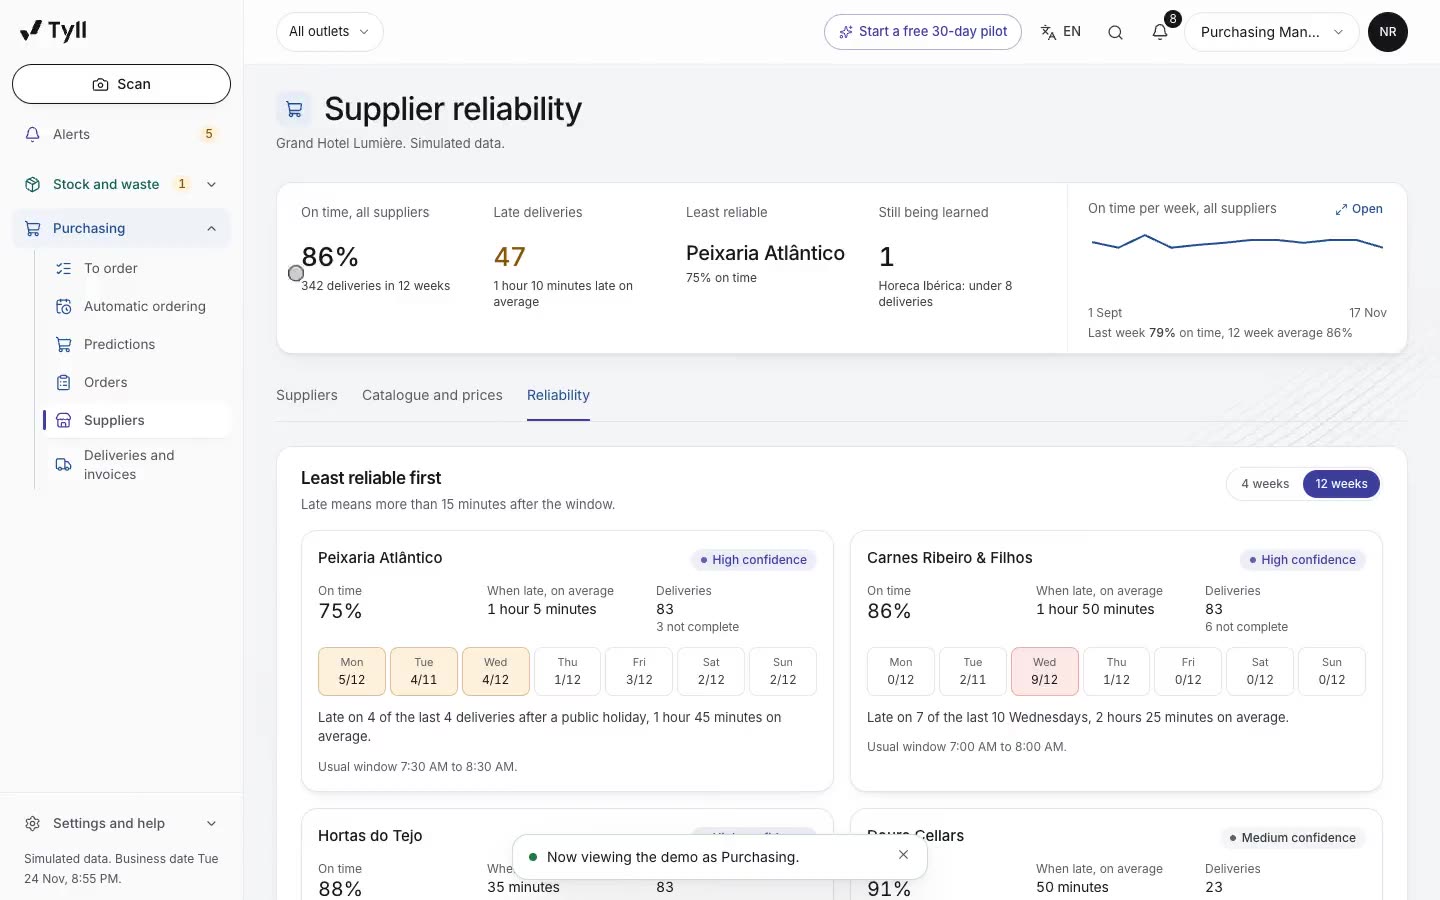 Tyll
All outlets
Start a free 30-day pilot
EN
8
Purchasing Man...
NR
Scan
Alerts
5
Stock and waste
1
Purchasing
To order
Automatic ordering
Predictions
Orders
Suppliers
Deliveries and
invoices
Settings and help
Simulated data. Business date Tue
24 Nov, 8:55 PM.
Supplier reliability
Grand Hotel Lumière. Simulated data.
On time, all suppliers
86%
342 deliveries in 12 weeks
Late deliveries
47
1 hour 10 minutes late on
average
Least reliable
Peixaria Atlântico
75% on time
Still being learned
1
Horeca Ibérica: under 8
deliveries
On time per week, all suppliers
Open
1 Sept
17 Nov
Last week 79% on time, 12 week average 86%
Suppliers
Catalogue and prices
Reliability
Least reliable first
Late means more than 15 minutes after the window.
4 weeks
12 weeks
Peixaria Atlântico
High confidence
On time
75%
When late, on average
1 hour 5 minutes
Deliveries
83
3 not complete
Mon
5/12
Tue
4/11
Wed
4/12
Thu
1/12
Fri
3/12
Sat
2/12
Sun
2/12
Late on 4 of the last 4 deliveries after a public holiday, 1 hour 45 minutes on
average.
Usual window 7:30 AM to 8:30 AM.
Carnes Ribeiro & Filhos
High confidence
On time
86%
When late, on average
1 hour 50 minutes
Deliveries
83
6 not complete
Mon
0/12
Tue
2/11
Wed
9/12
Thu
1/12
Fri
0/12
Sat
0/12
Sun
0/12
Late on 7 of the last 10 Wednesdays, 2 hours 25 minutes on average.
Usual window 7:00 AM to 8:00 AM.
Hortas do Tejo
On time
88%
35 minutes
83
Cellars
Medium confidence
91%
When late, on average
50 minutes
Deliveries
23
Now viewing the demo as Purchasing.